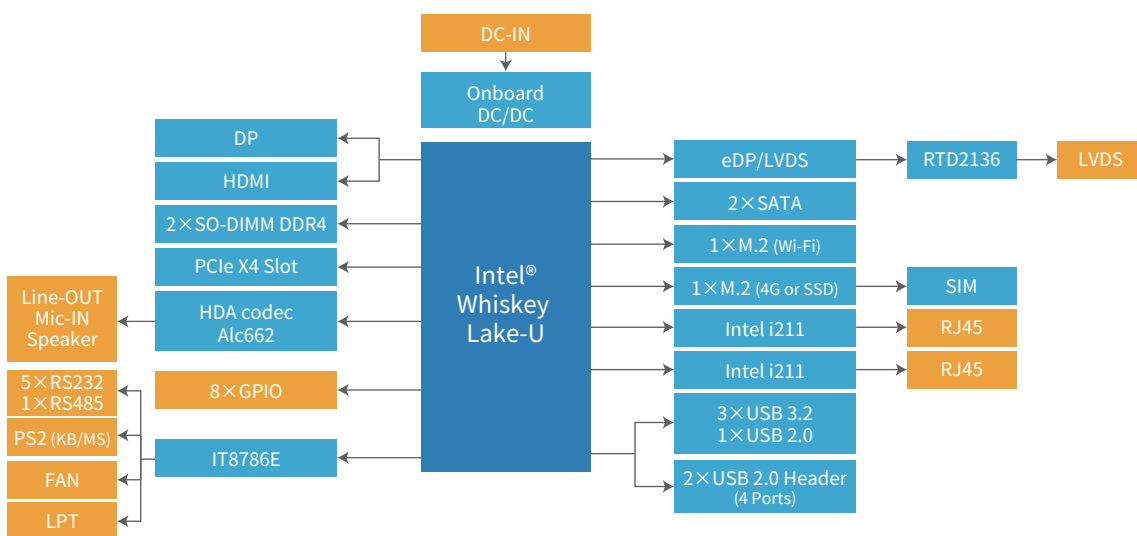 DC-IN
Onboard
DC/DC
DP
HDMI
2×SO-DIMM DDR4
PCIe X4 Slot
HDA codec
Alc662
Line-OUT
Mic-IN
Speaker
8×GPIO
5×RS232
1×RS485
PS2 (KB/MS)
FAN
LPT
IT8786E
Intel®
Whiskey
Lake-U
eDP/LVDS
RTD2136
LVDS
2×SATA
1×M.2 (Wi-Fi)
1×M.2 (4G or SSD)
SIM
Intel i211
RJ45
Intel i211
RJ45
3×USB 3.2
1×USB 2.0
2×USB 2.0 Header
(4 Ports)